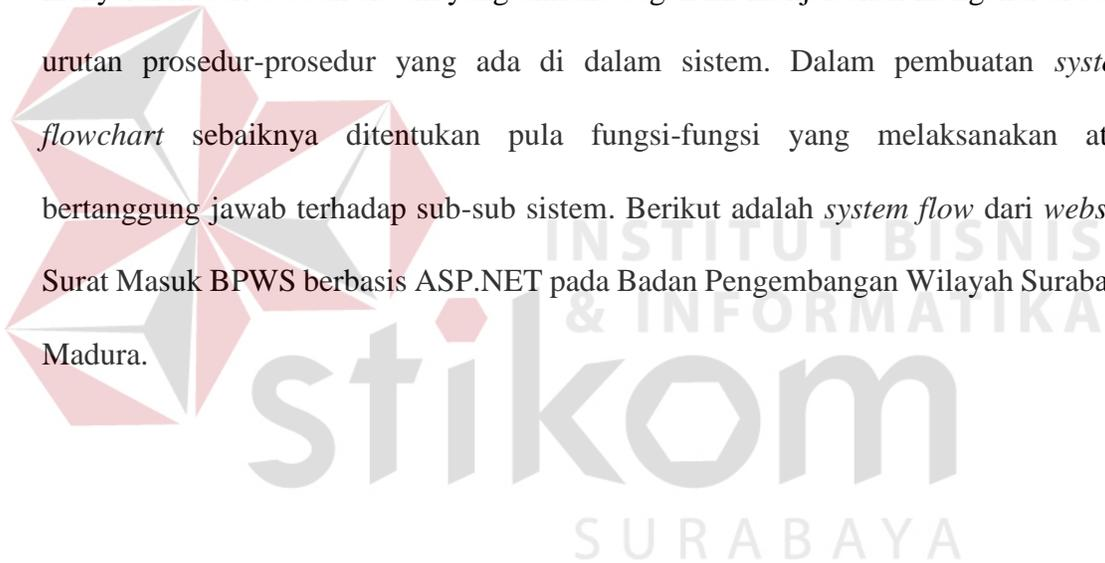 urutan prosedur-prosedur yang ada di dalam sistem. Dalam pembuatan
flowchart sebaiknya ditentukan pula fungsi-fungsi yang melaksanakan
bertanggung jawab terhadap sub-sub sistem. Berikut adalah system flow dari
Surat Masuk BPWS berbasis ASP.NET pada Badan Pengembangan Wilayah
Madura.
INSTITUT BISNIS
& INFORMATIKA
stikom
SURABAYA